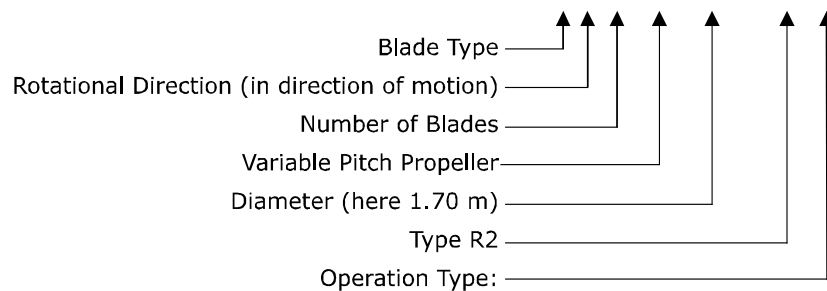 Blade Type
Rotational Direction (in direction of motion)
Number of Blades
Variable Pitch Propeller
Diameter (here 1.70 m)
Type R2
Operation Type: